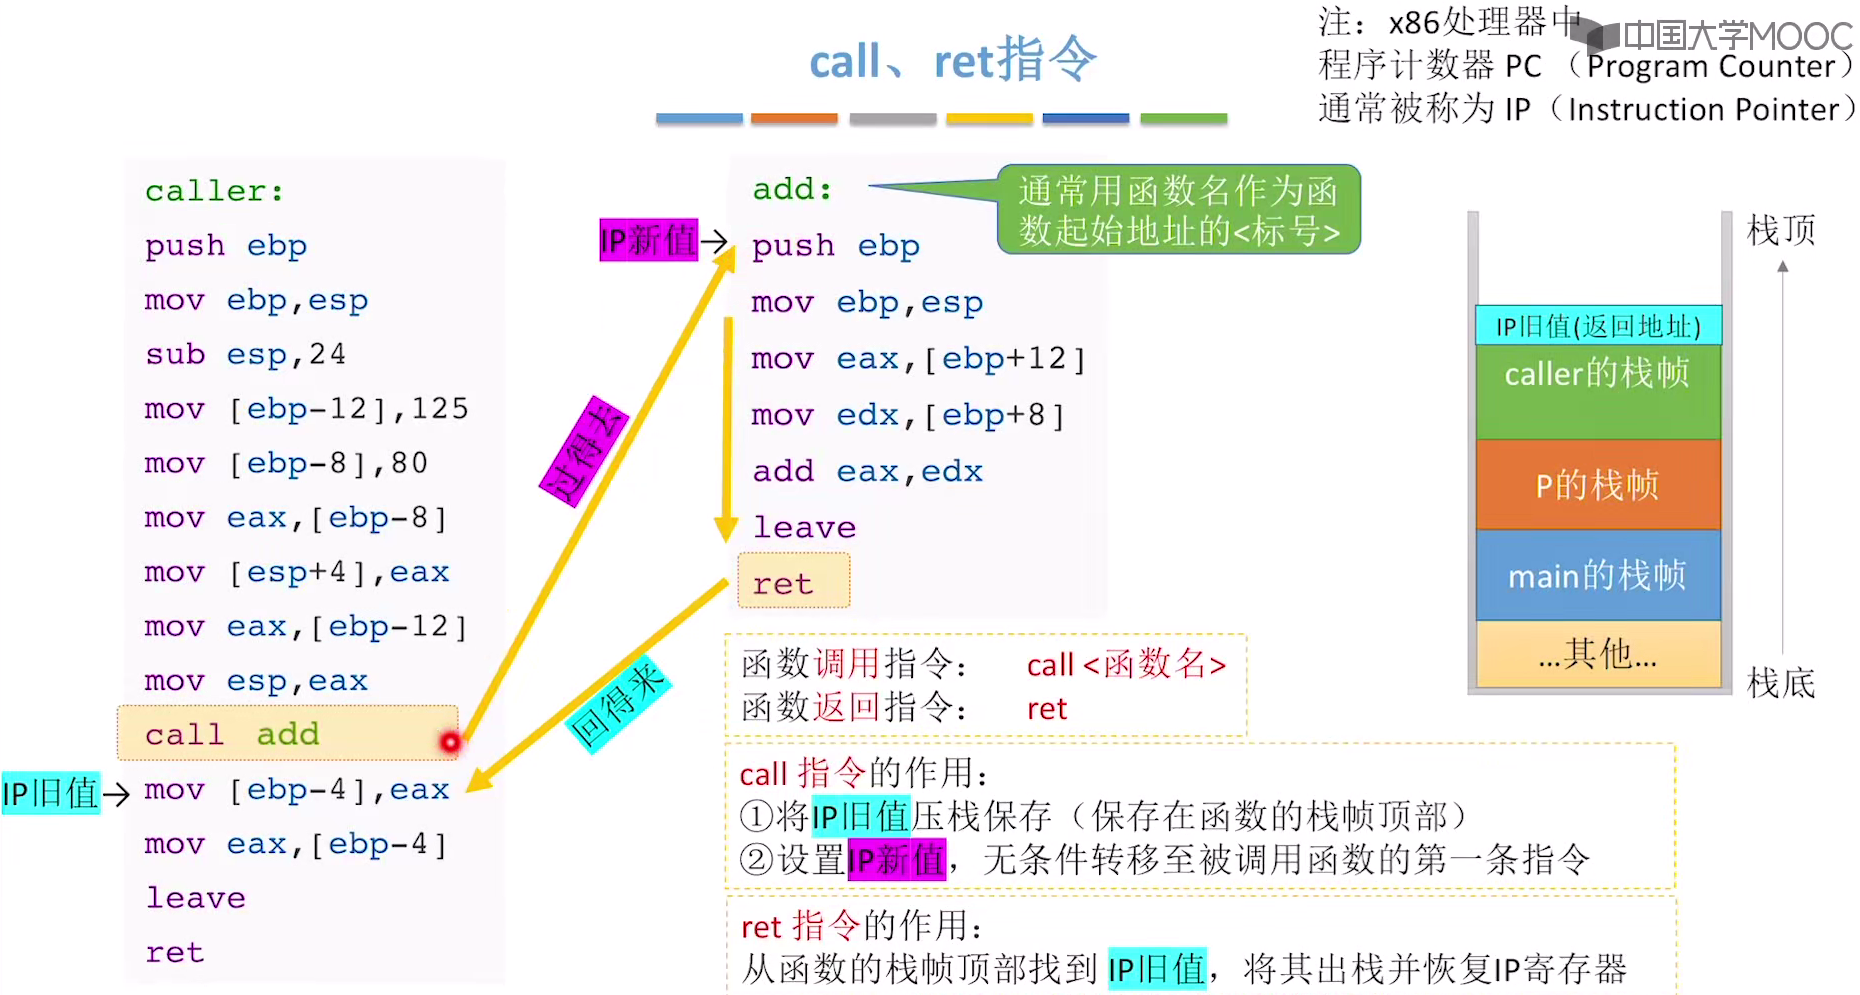 call、ret指令
注：x86处理器中
程序计数器 PC （Program Counter）
通常被称为 IP（Instruction Pointer）
中国大学MOOC
caller:
push ebp
mov ebp,esp
sub esp,24
mov [ebp-12],125
mov [ebp-8],80
mov eax,[ebp-8]
mov [esp+4],eax
mov eax,[ebp-12]
mov esp,eax
call add
IP旧值→
mov [ebp-4],eax
mov eax,[ebp-4]
leave
ret
过得去
回得来
IP新值→
add:
push ebp
mov ebp,esp
mov eax,[ebp+12]
mov edx,[ebp+8]
add eax,edx
leave
ret
通常用函数名作为函
数起始地址的<标号>
栈顶
IP旧值(返回地址)
caller的栈帧
P的栈帧
main的栈帧
...其他...
栈底
函数调用指令： call <函数名>
函数返回指令： ret
call 指令的作用：
①将IP旧值压栈保存（保存在函数的栈帧顶部）
②设置IP新值，无条件转移至被调用函数的第一条指令
ret 指令的作用：
从函数的栈帧顶部找到 IP旧值，将其出栈并恢复IP寄存器